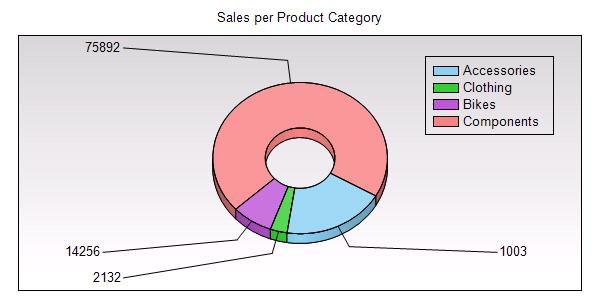 Sales per Product Category
75892
Accessories
Clothing
Bikes
Components
14256
1003
2132